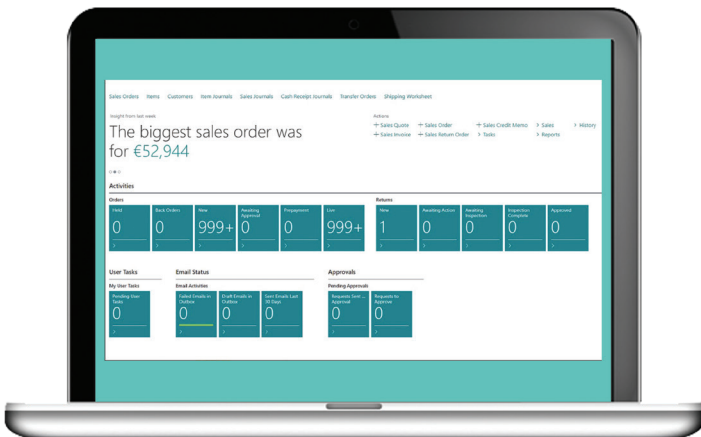 Sales Orders Items Customers Item Journals Sales Journals Cash Receipt Journals Transfer Orders Shipping Worksheet
Insight from last week
The biggest sales order was
for €52,944
Actions
+ Sales Quote + Sales Order + Sales Credit Memo > Sales > History
+ Sales Invoice + Sales Return Order > Tasks > Reports
Activities
Orders
Held
0
Back Orders
0
New
999+
Awaiting
Approval
0
Prepayment
0
Live
999+
Returns
New
1
Awaiting Action
0
Awaiting
Inspection
0
Inspection
Complete
0
Approved
0
User Tasks
My User Tasks
Pending User
Tasks
0
Email Status
Email Activities
Failed Emails in
Outbox
0
Draft Emails in
Outbox
0
Sent Emails Last
30 Days
0
Approvals
Pending Approvals
Requests Sent ...
Approval
0
Requests to
Approve
0